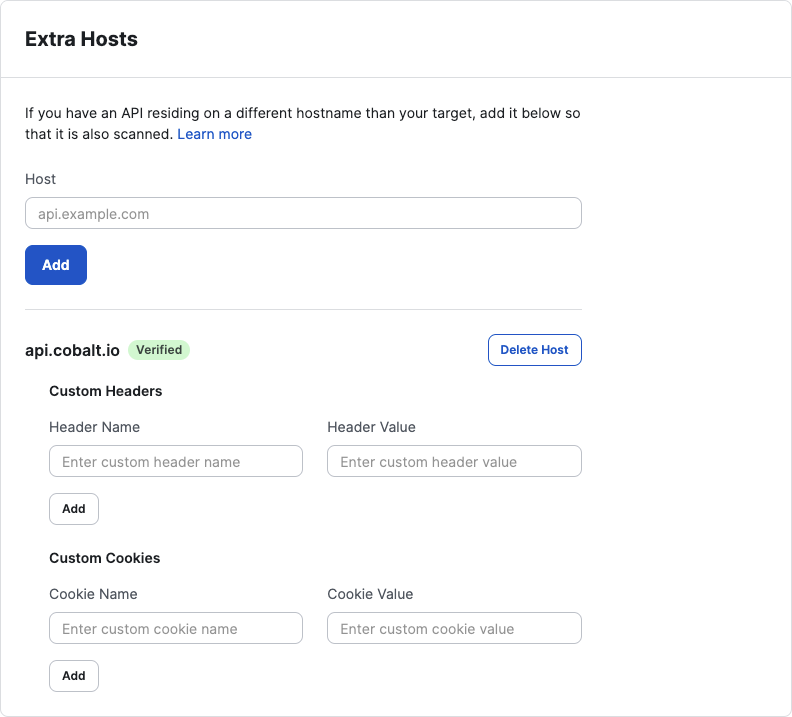 Extra Hosts
If you have an API residing on a different hostname than your target, add it below so
that it is also scanned. Learn more
Host
api.example.com
Add
api.cobalt.io Verified Delete Host
Custom Headers
Header Name Header Value
Enter custom header name Enter custom header value
Add
Custom Cookies
Cookie Name Cookie Value
Enter custom cookie name Enter custom cookie value
Add